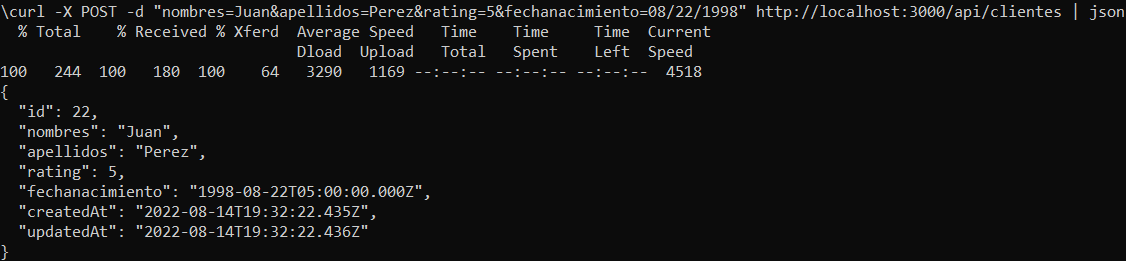 \curl -X POST -d "nombres=Juan&apellidos=Perez&rating=5&fechanacimiento=08/22/1998" http://localhost:3000/api/clientes | json
  % Total    % Received % Xferd  Average Speed   Time    Time     Time  Current
                                 Dload  Upload   Total   Spent    Left  Speed
100   244  100   180  100    64   3290   1169 --:--:-- --:--:-- --:--:--  4518
{
  "id": 22,
  "nombres": "Juan",
  "apellidos": "Perez",
  "rating": 5,
  "fechanacimiento": "1998-08-22T05:00:00.000Z",
  "createdAt": "2022-08-14T19:32:22.435Z",
  "updatedAt": "2022-08-14T19:32:22.436Z"
}